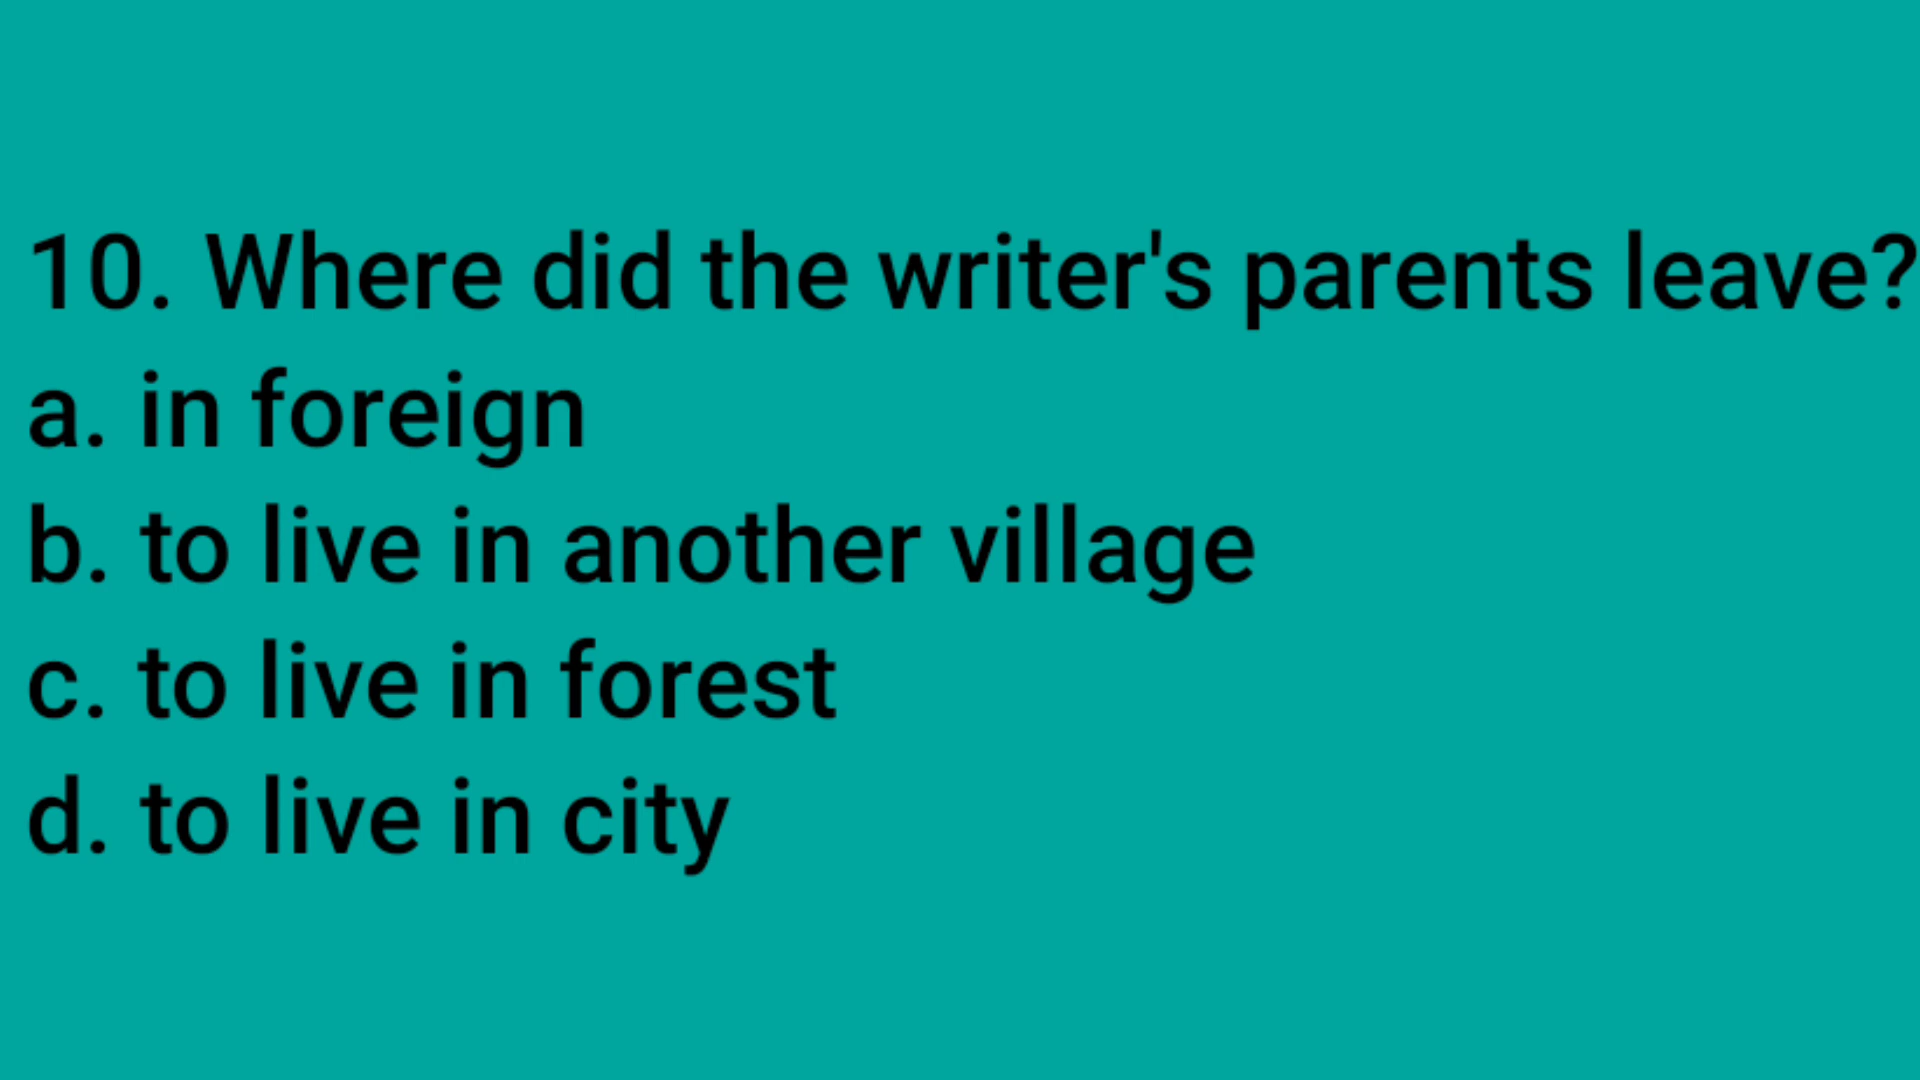 10. Where did the writer's parents leave?
a. in foreign
b. to live in another village
c. to live in forest
d. to live in city